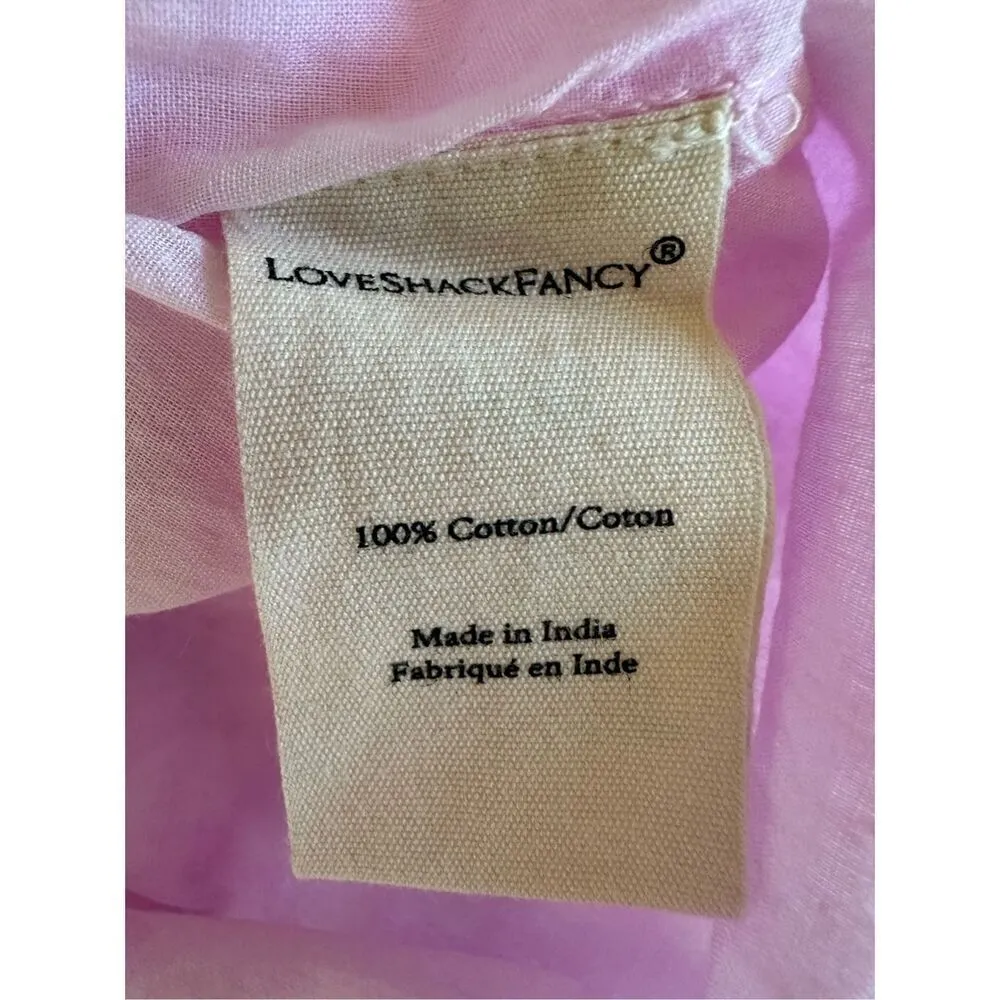 LOVESHACKFANCY®
100% Cotton/Coton
Made in India
Fabriqué en Inde